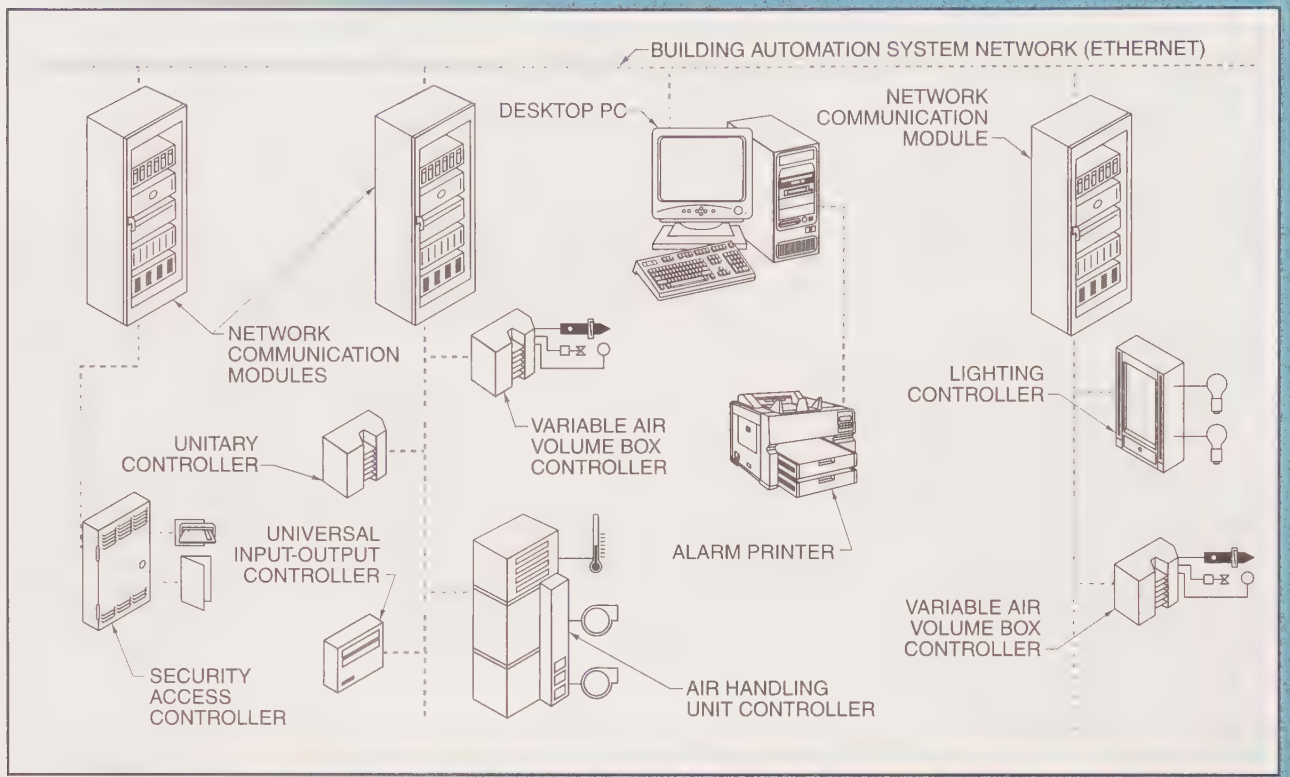 BUILDING AUTOMATION SYSTEM NETWORK (ETHERNET)
DESKTOP PC
NETWORK
COMMUNICATION
MODULE
NETWORK
COMMUNICATION
MODULES
VARIABLE AIR
VOLUME BOX
CONTROLLER
LIGHTING
CONTROLLER
UNITARY
CONTROLLER
UNIVERSAL
INPUT-OUTPUT
CONTROLLER
ALARM PRINTER
VARIABLE AIR
VOLUME BOX
CONTROLLER
SECURITY
ACCESS
CONTROLLER
AIR HANDLING
UNIT CONTROLLER